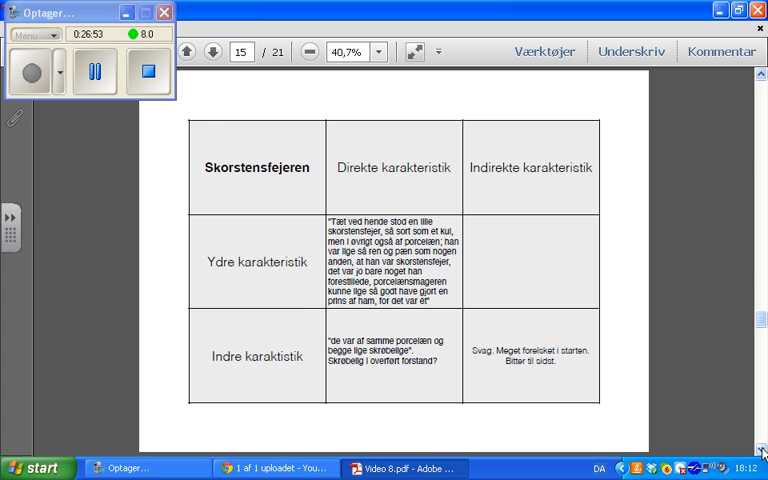 Optager...
Menu
0:26:53
8.0
15 / 21
40,7%
Værktøjer
Underskriv
Kommentar
Skorstensfejeren
Direkte karakteristik
Indirekte karakteristik
Ydre karakteristik
"Tæt ved hende stod en lille
skorstensfejer, så sort som et kul,
men i øvrigt også af porcelæn; han
var lige så ren og pæn som nogen
anden, at han var skorstensfejer,
det var jo bare noget han
forestillede, porcelænsmageren
kunne lige så godt have gjort en
prins af ham, for det var ét"
Indre karaktistik
"de var af samme porcelæn og
begge lige skrøbelige".
Skrøbelig i overført forstand?
Svag. Meget forelsket i starten.
Bitter til sidst.
start
Optager...
1 af 1 uploadet - You...
Video 8.pdf - Adobe ...
DA
18:12